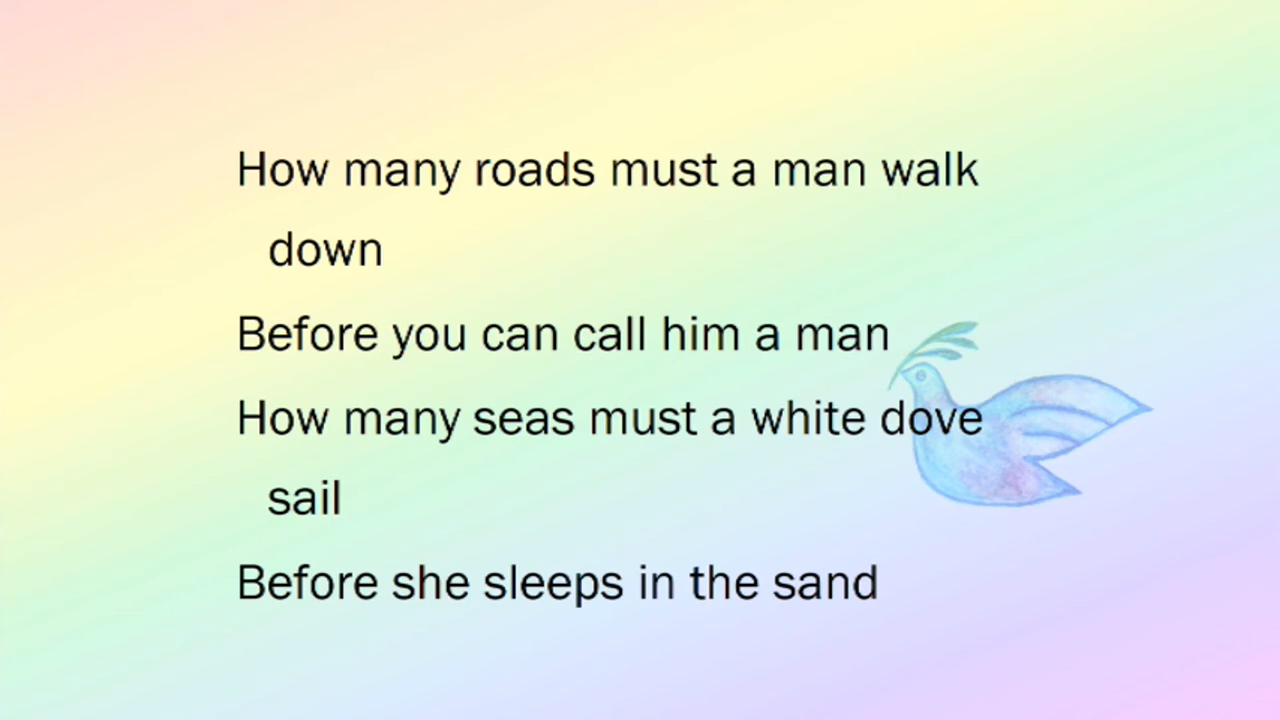 How many roads must a man walk
down
Before you can call him a man
How many seas must a white dove
sail
Before she sleeps in the sand